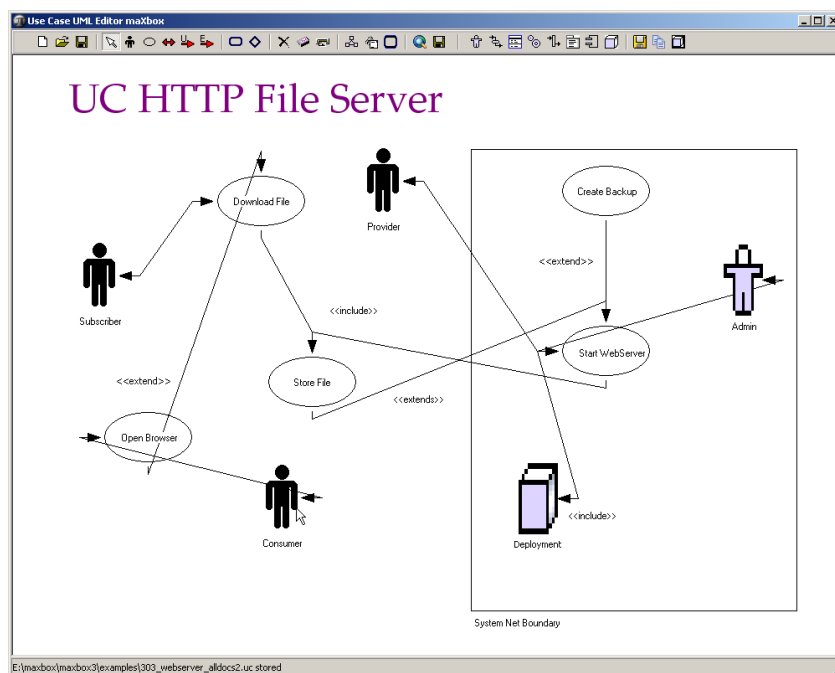 Use Case UML Editor maXbox
UC HTTP File Server
Download File
Provider
Create Backup
<<extend>>
Subscriber
<<include>>
Admin
Start WebServer
<<extend>>
Store File
<<extends>>
Open Browser
<<include>>
Consumer
Deployment
System Net Boundary
E:\maxbox\maxbox3\examples\303_webserver_alldocs2.uc stored